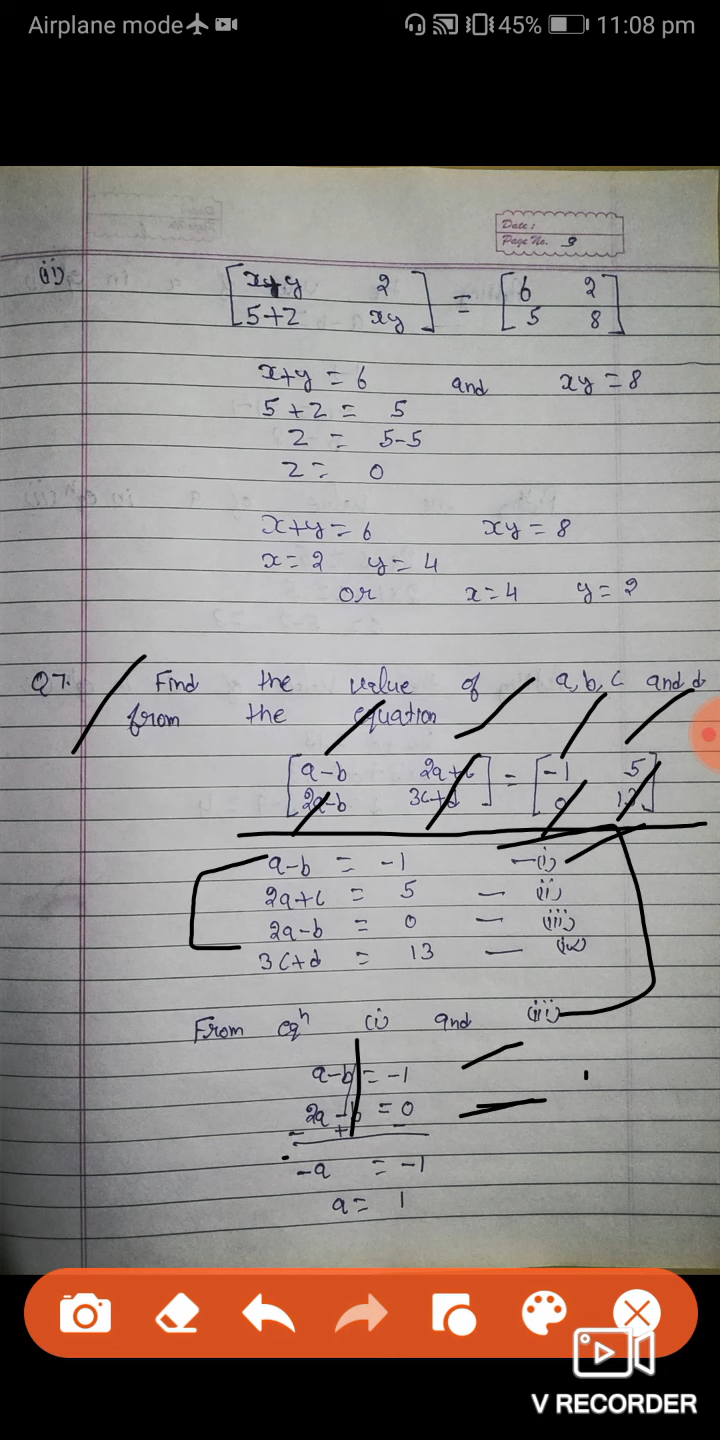 Airplane mode 45% 11:08 pm
Date :
Page No. 9
(ii) [x+y 2] = [6 2]
[5+z xy] [5 8]
x+y = 6 and xy = 8
5+z = 5
z = 5-5
z = 0
x+y = 6 xy = 8
x = 2 y = 4
or x = 4 y = 2
Q7. Find the value of a, b, c and d
from the equation
[a-b 2a+c] = [-1 5]
[2a-b 3c+d] [0 13]
a-b = -1 — (i)
2a+c = 5 — (ii)
2a-b = 0 — (iii)
3c+d = 13 — (iv)
From eqn (i) and (iii)
a-b = -1
2a-b = 0
- + -
-a = -1
a = 1
V RECORDER